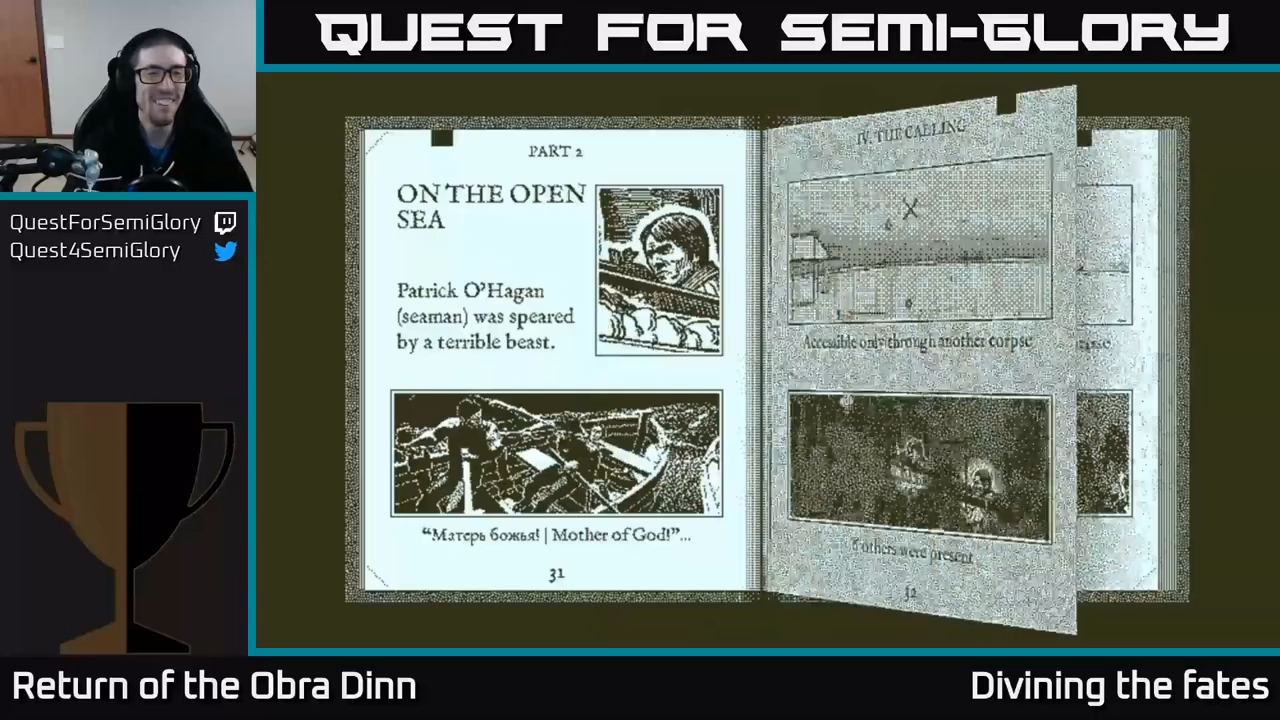 QUEST FOR SEMI-GLORY
QuestForSemiGlory
Quest4SemiGlory
PART 2
ON THE OPEN
SEA
Patrick O'Hagan
(seaman) was speared
by a terrible beast.
“Матерь божья! | Mother of God!”...
31
IV. THE CALLING
Accessible only through another corpse
6 others were present
32
Return of the Obra Dinn
Divining the fates